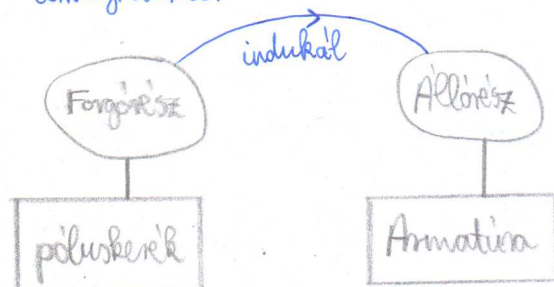 indukál
Forgórész
Állórész
póluskerék
Armatúra